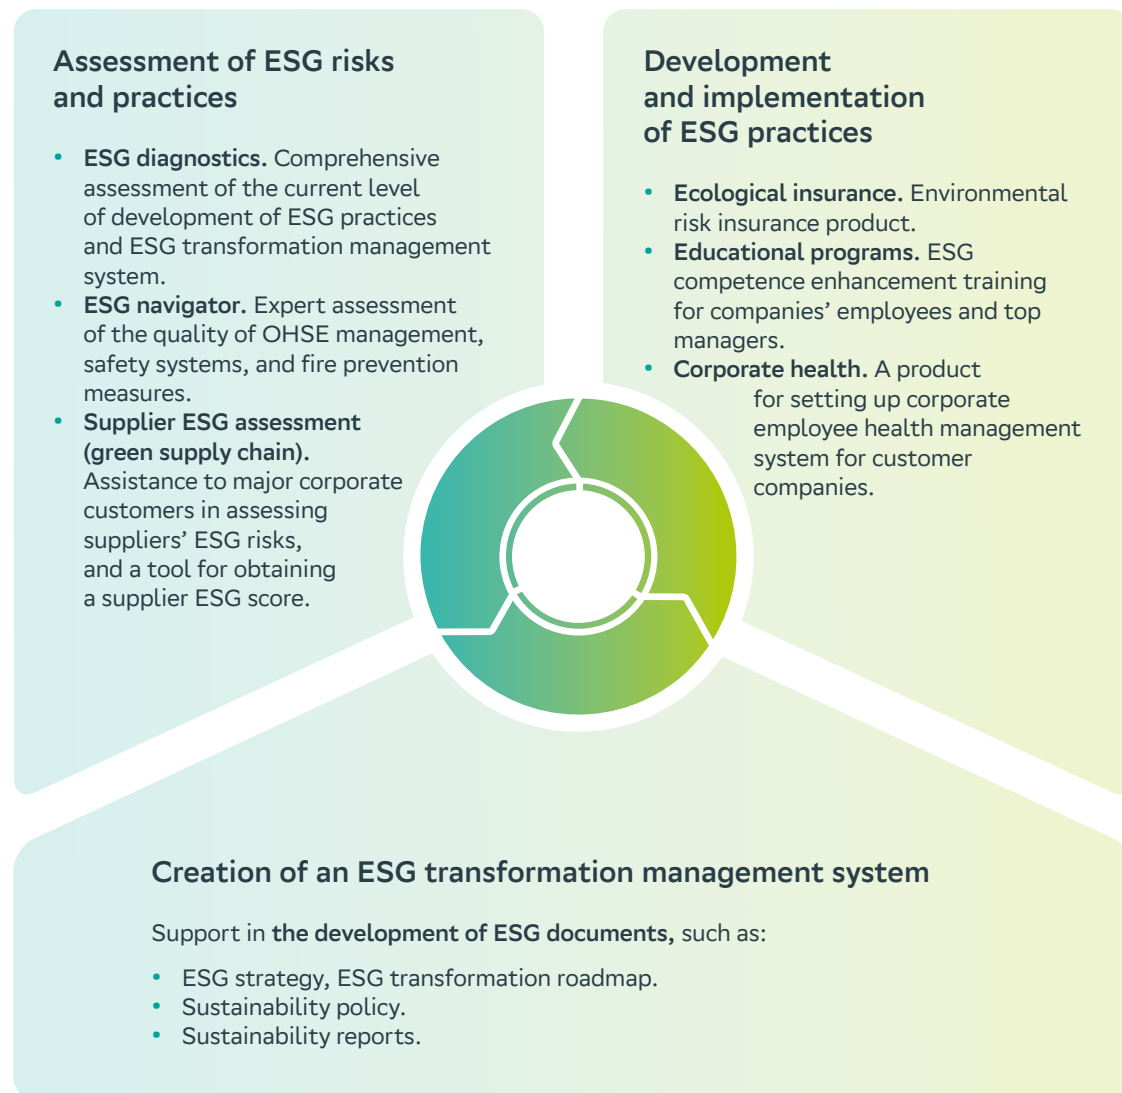 Assessment of ESG risks
and practices
• ESG diagnostics. Comprehensive
assessment of the current level
of development of ESG practices
and ESG transformation management
system.
• ESG navigator. Expert assessment
of the quality of OHSE management,
safety systems, and fire prevention
measures.
• Supplier ESG assessment
(green supply chain).
Assistance to major corporate
customers in assessing
suppliers’ ESG risks,
and a tool for obtaining
a supplier ESG score.
Development
and implementation
of ESG practices
• Ecological insurance. Environmental
risk insurance product.
• Educational programs. ESG
competence enhancement training
for companies’ employees and top
managers.
• Corporate health. A product
for setting up corporate
employee health management
system for customer
companies.
Creation of an ESG transformation management system
Support in the development of ESG documents, such as:
• ESG strategy, ESG transformation roadmap.
• Sustainability policy.
• Sustainability reports.